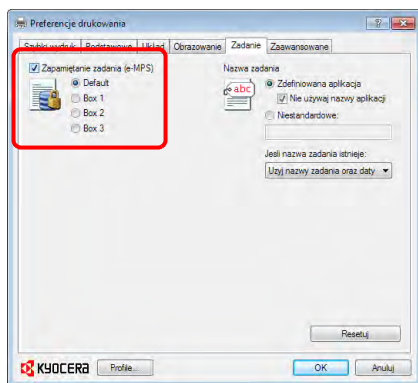 Preferencje drukowania
Szybki wydruk Podstawowe Układ Obrazowanie Zadanie Zaawansowane
Zapamiętanie zadania (e-MPS)
Default
Box 1
Box 2
Box 3
Nazwa zadania
abc
Zdefiniowana aplikacja
Nie używaj nazwy aplikacji
Niestandardowe:
Jeśli nazwa zadania istnieje:
Użyj nazwy zadania oraz daty
Resetuj
KYOCERA Profile... OK Anuluj